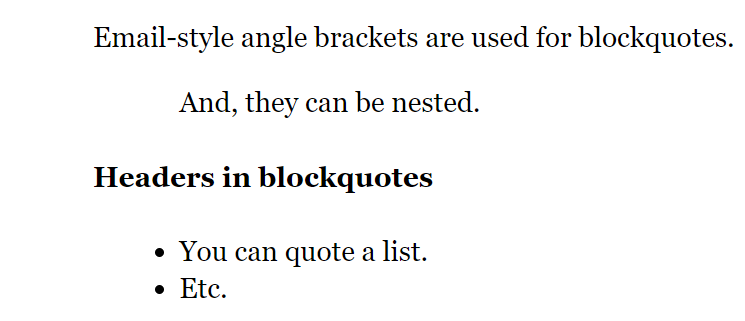 Email-style angle brackets are used for blockquotes.
And, they can be nested.
Headers in blockquotes
• You can quote a list.
• Etc.